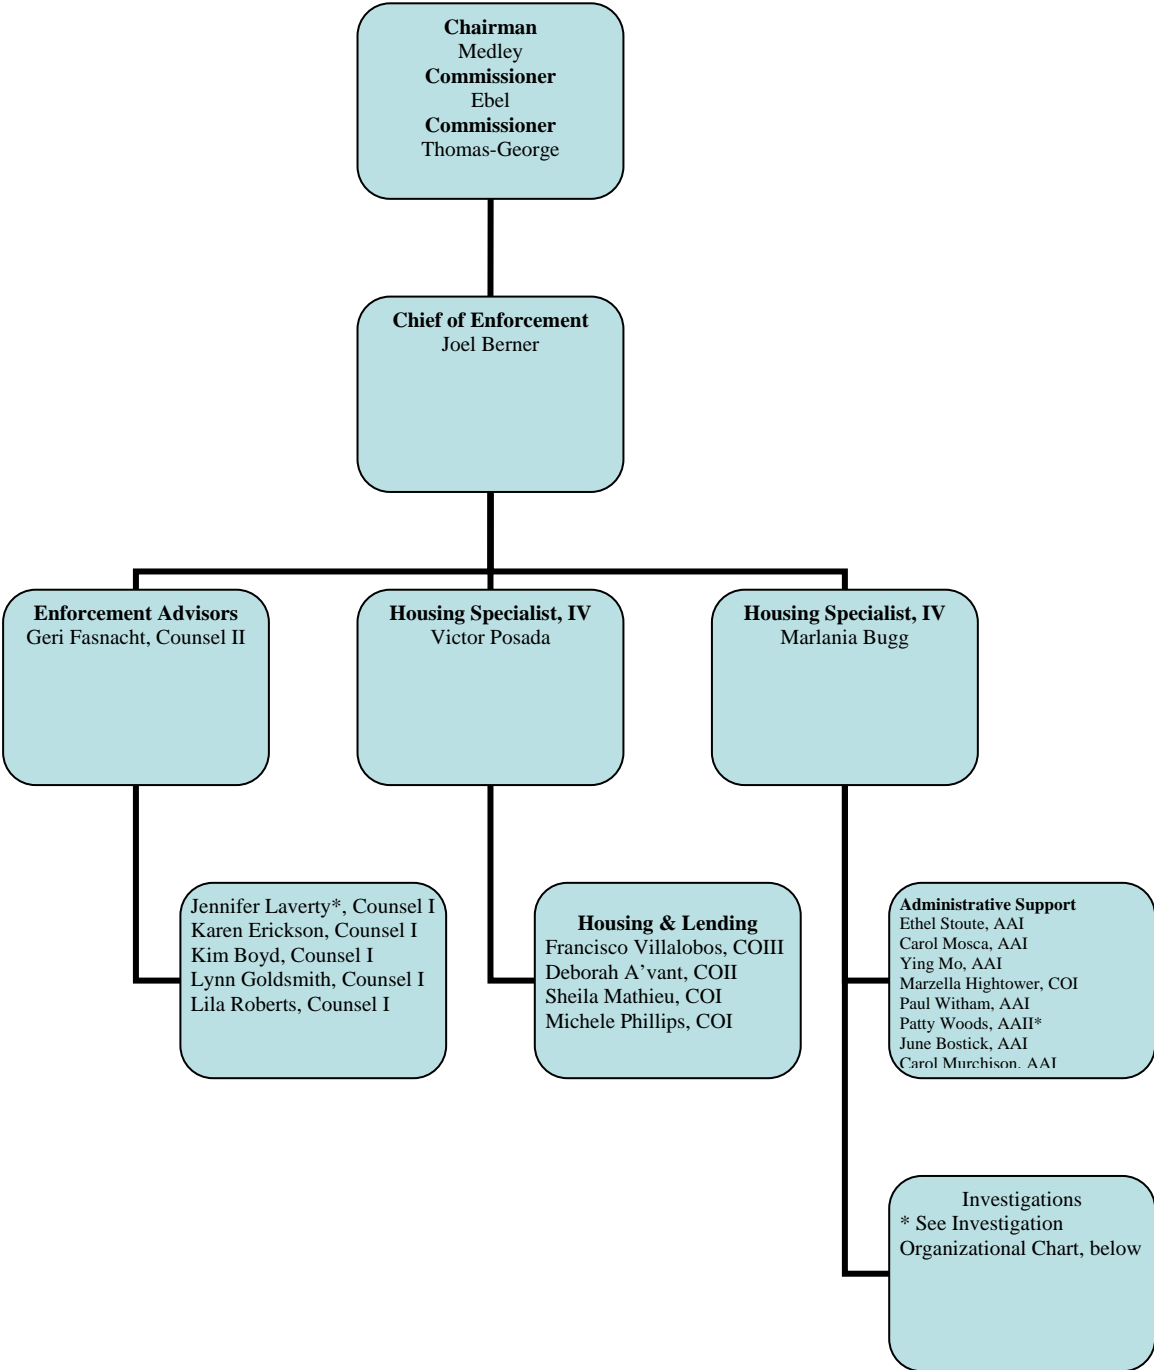 Chairman
Medley
Commissioner
Ebel
Commissioner
Thomas-George
Chief of Enforcement
Joel Berner
Enforcement Advisors
Geri Fasnacht, Counsel II
Housing Specialist, IV
Victor Posada
Housing Specialist, IV
Marlania Bugg
Jennifer Laverty*, Counsel I
Karen Erickson, Counsel I
Kim Boyd, Counsel I
Lynn Goldsmith, Counsel I
Lila Roberts, Counsel I
Housing & Lending
Francisco Villalobos, COIII
Deborah A’vant, COII
Sheila Mathieu, COI
Michele Phillips, COI
Administrative Support
Ethel Stoute, AAI
Carol Mosca, AAI
Ying Mo, AAI
Marzella Hightower, COI
Paul Witham, AAI
Patty Woods, AAII*
June Bostick, AAI
Carol Murchison, AAI
Investigations
* See Investigation
Organizational Chart, below